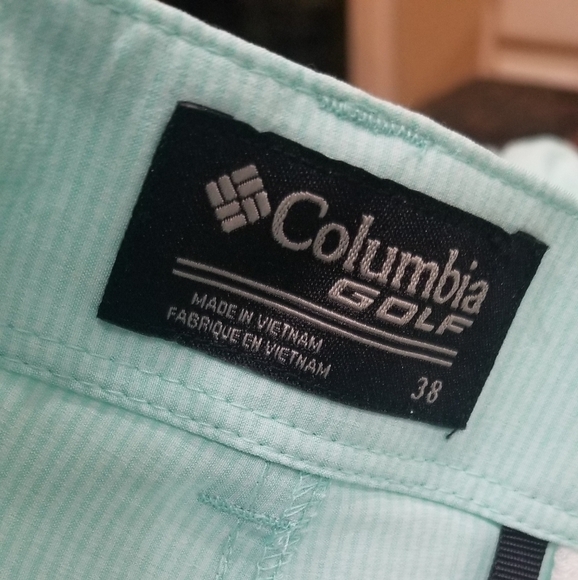 Columbia
GOLF
MADE IN VIETNAM
FABRIQUE EN VIETNAM
38